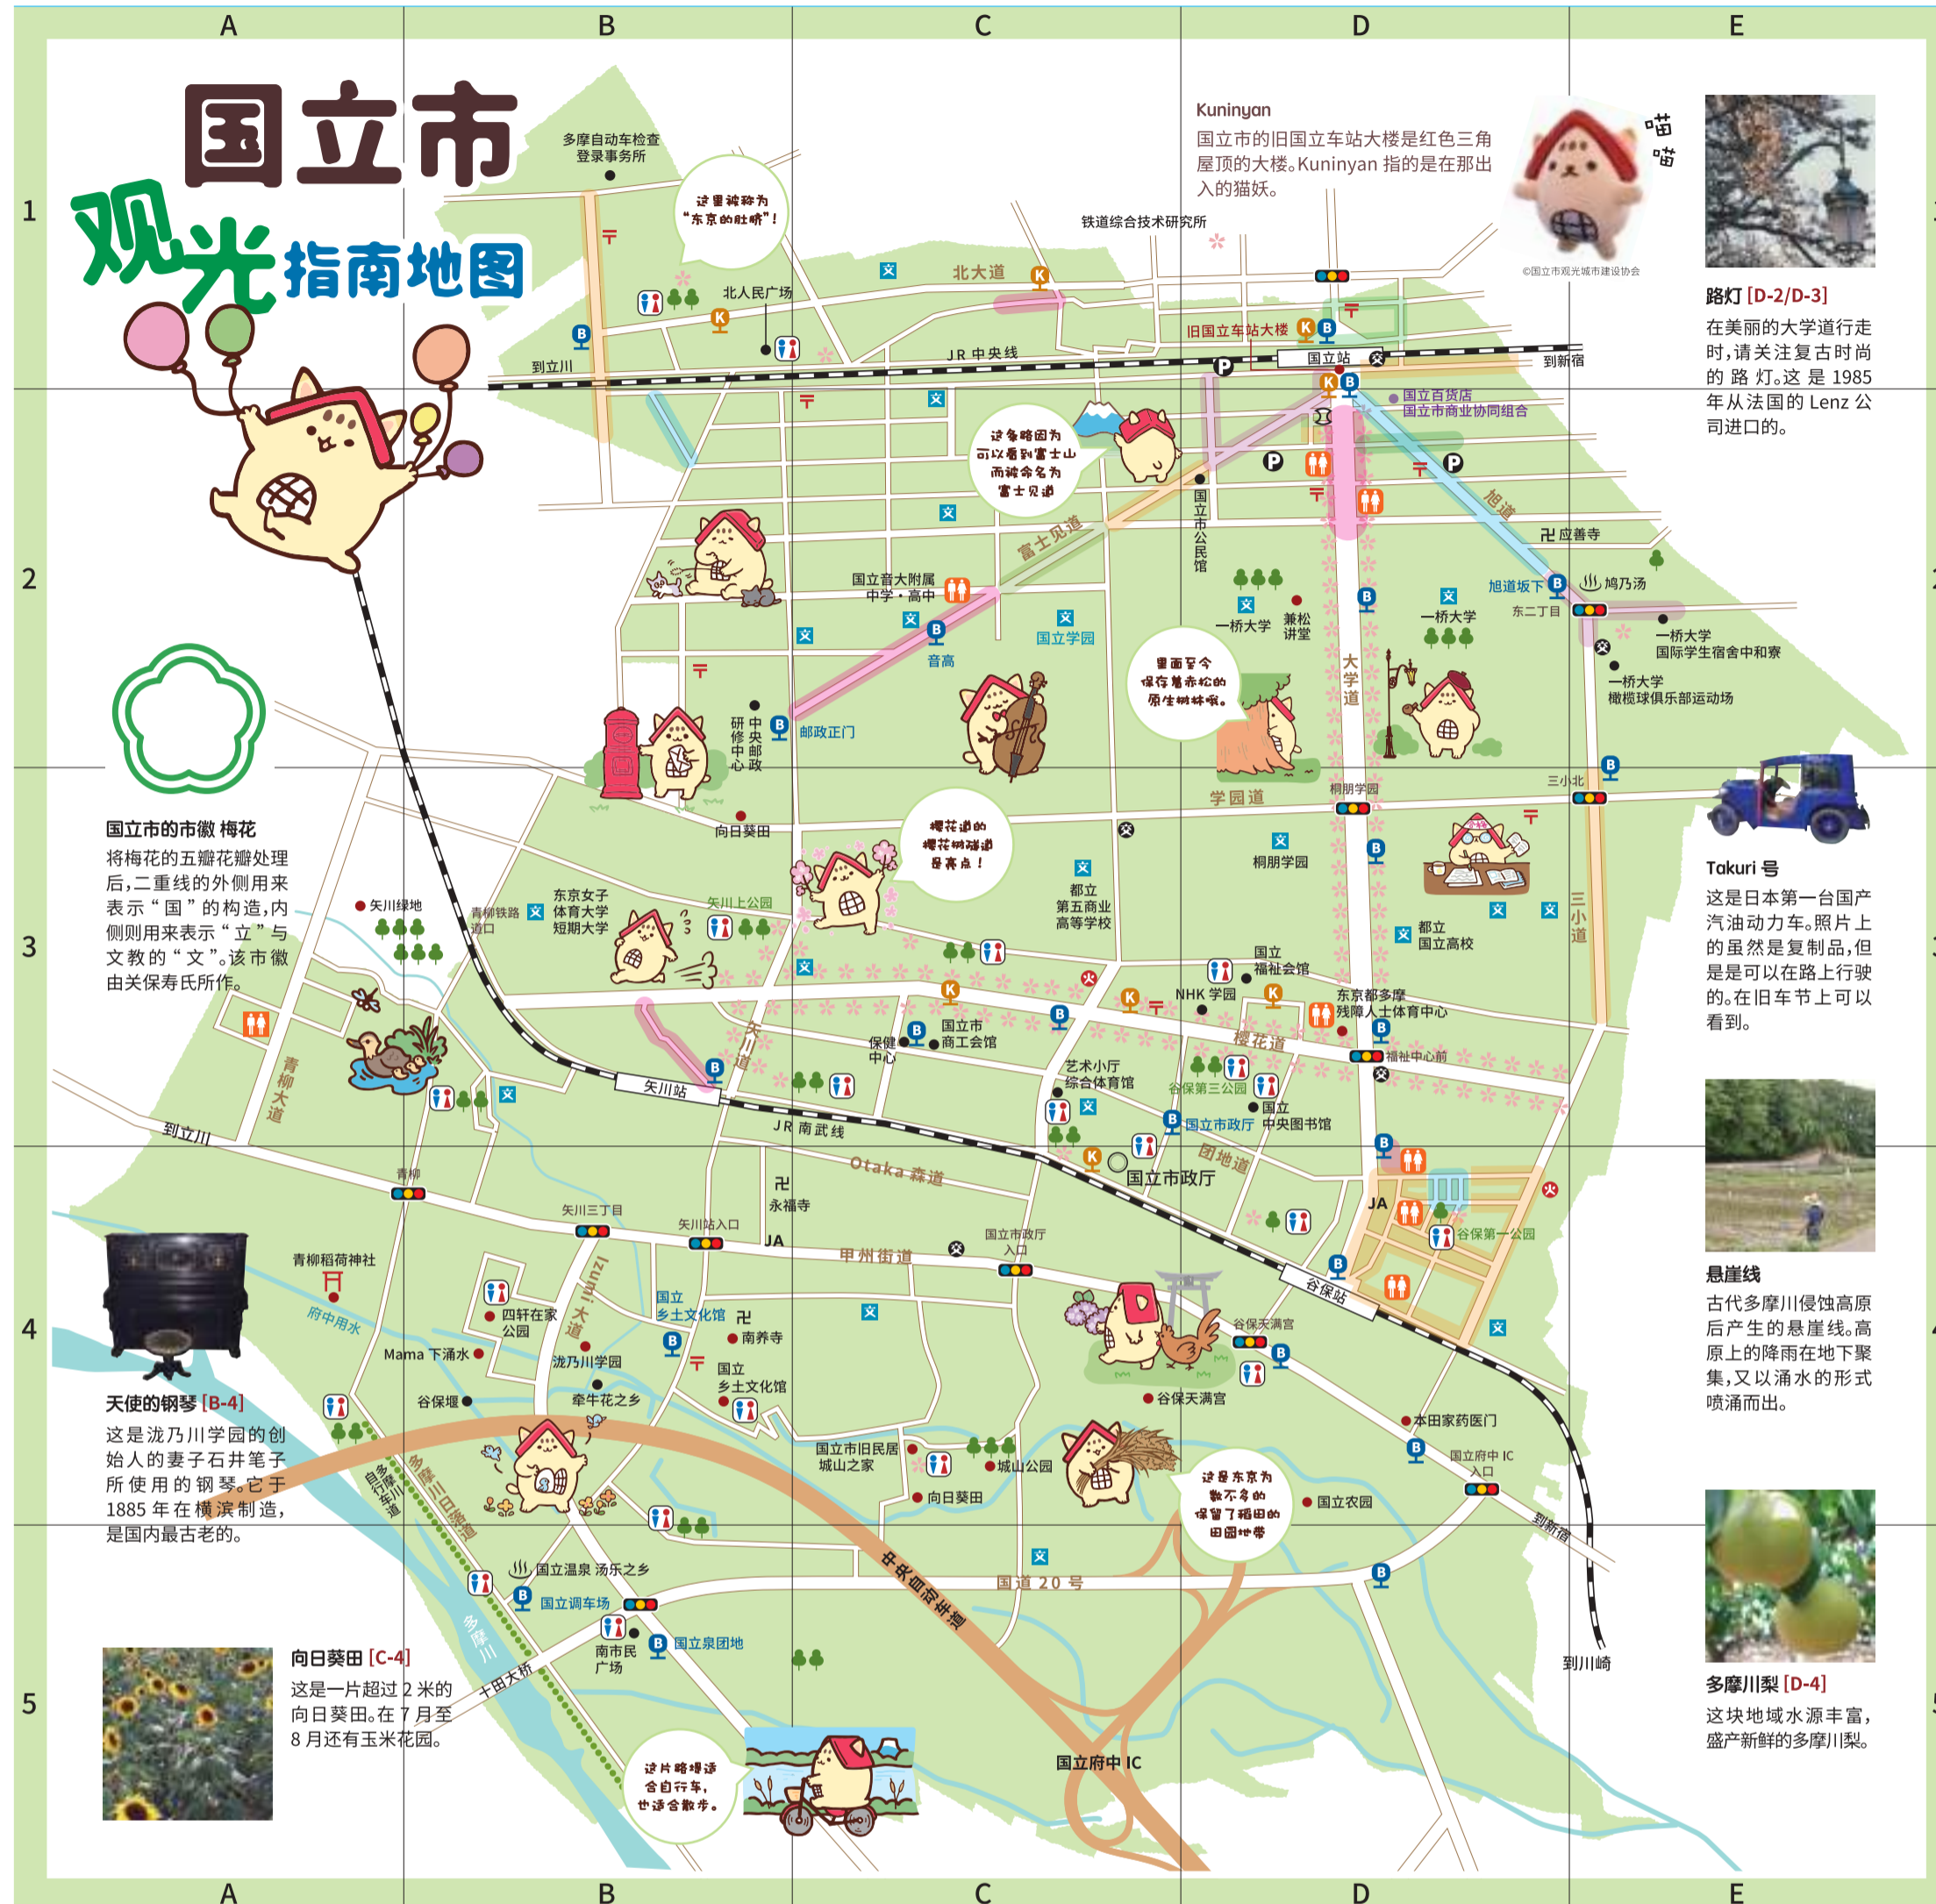 A
B
C
D
E
国立市
观光指南地图
多摩自动车检查
登录事务所
这里被称为
“东京的肚脐”!
Kuninyan
国立市的旧国立车站大楼是红色三角
屋顶的大楼。Kuninyan 指的是在那出
入的猫妖。
喵
喵
©国立市观光城市建设协会
1
铁道综合技术研究所
北大道
北人民广场
旧国立车站大楼
JR 中央线
到立川
国立站
到新宿
路灯 [D-2/D-3]
在美丽的大学道行走
时,请关注复古时尚
的路灯。这是 1985
年从法国的 Lenz 公
司进口的。
国立百货店
国立市商业协同组合
这条路因为
可以看到富士山
而被命名为
富士见道
富士见道
国立市公民馆
旭道
卍 应善寺
2
国立音大附属
中学・高中
音高
国立学园
一桥大学
兼松
讲堂
一桥大学
旭道坂下
鸠乃汤
东二丁目
一桥大学
国际学生宿舍中和寮
一桥大学
橄榄球俱乐部运动场
里面至今
保存着赤松的
原生树林哦。
大学道
中央邮政
研修中心
邮政正门
向日葵田
学园道
桐朋学园
三小北
国立市的市徽 梅花
将梅花的五瓣花瓣处理
后,二重线的外侧用来
表示“国”的构造,内
侧则用来表示“立”与
文教的“文”。该市徽
由关保寿氏所作。
樱花道的
樱花树隧道
是亮点!
桐朋学园
都立
第五商业
高等学校
都立
国立高校
三小道
Takuri 号
这是日本第一台国产
汽油动力车。照片上
的虽然是复制品,但
是是可以在路上行驶
的。在旧车节上可以
看到。
3
矢川绿地
青柳铁路
道口
东京女子
体育大学
短期大学
矢川上公园
国立
福祉会馆
NHK 学园
东京都多摩
残障人士体育中心
樱花道
福祉中心前
矢川道
保健
中心
国立市
商工会馆
艺术小厅
综合体育馆
谷保第三公园
国立
中央图书馆
国立市政厅
青柳大道
矢川站
JR 南武线
到立川
团地道
Otaka 森道
国立市政厅
青柳
卍
永福寺
矢川三丁目
矢川站入口
JA
甲州街道
国立市政厅
入口
JA
谷保第一公园
谷保站
悬崖线
古代多摩川侵蚀高原
后产生的悬崖线。高
原上的降雨在地下聚
集,又以涌水的形式
喷涌而出。
4
青柳稻荷神社
府中用水
四轩在家
公园
Izumi 大道
国立
乡土文化馆
卍
南养寺
Mama 下涌水
泷乃川学园
国立
乡土文化馆
谷保堰
牵牛花之乡
谷保天满宫
谷保天满宫
本田家药医门
国立府中 IC
入口
天使的钢琴 [B-4]
这是泷乃川学园的创
始人的妻子石井笔子
所使用的钢琴。它于
1885 年在横滨制造,
是国内最古老的。
多摩川
自行车道
多摩川日落道
国立市旧民居
城山之家
城山公园
向日葵田
这是东京为
数不多的
保留了稻田的
田园地带
国立农园
到新宿
国立温泉 汤乐之乡
国立调车场
中央自动车道
国道 20 号
多摩川
南市民
广场
国立泉团地
到川崎
5
向日葵田 [C-4]
这是一片超过 2 米的
向日葵田。在 7 月至
8 月还有玉米花园。
这片路堤适
合自行车,
也适合散步。
国立府中 IC
多摩川梨 [D-4]
这块地域水源丰富,
盛产新鲜的多摩川梨。
A
B
C
D
E